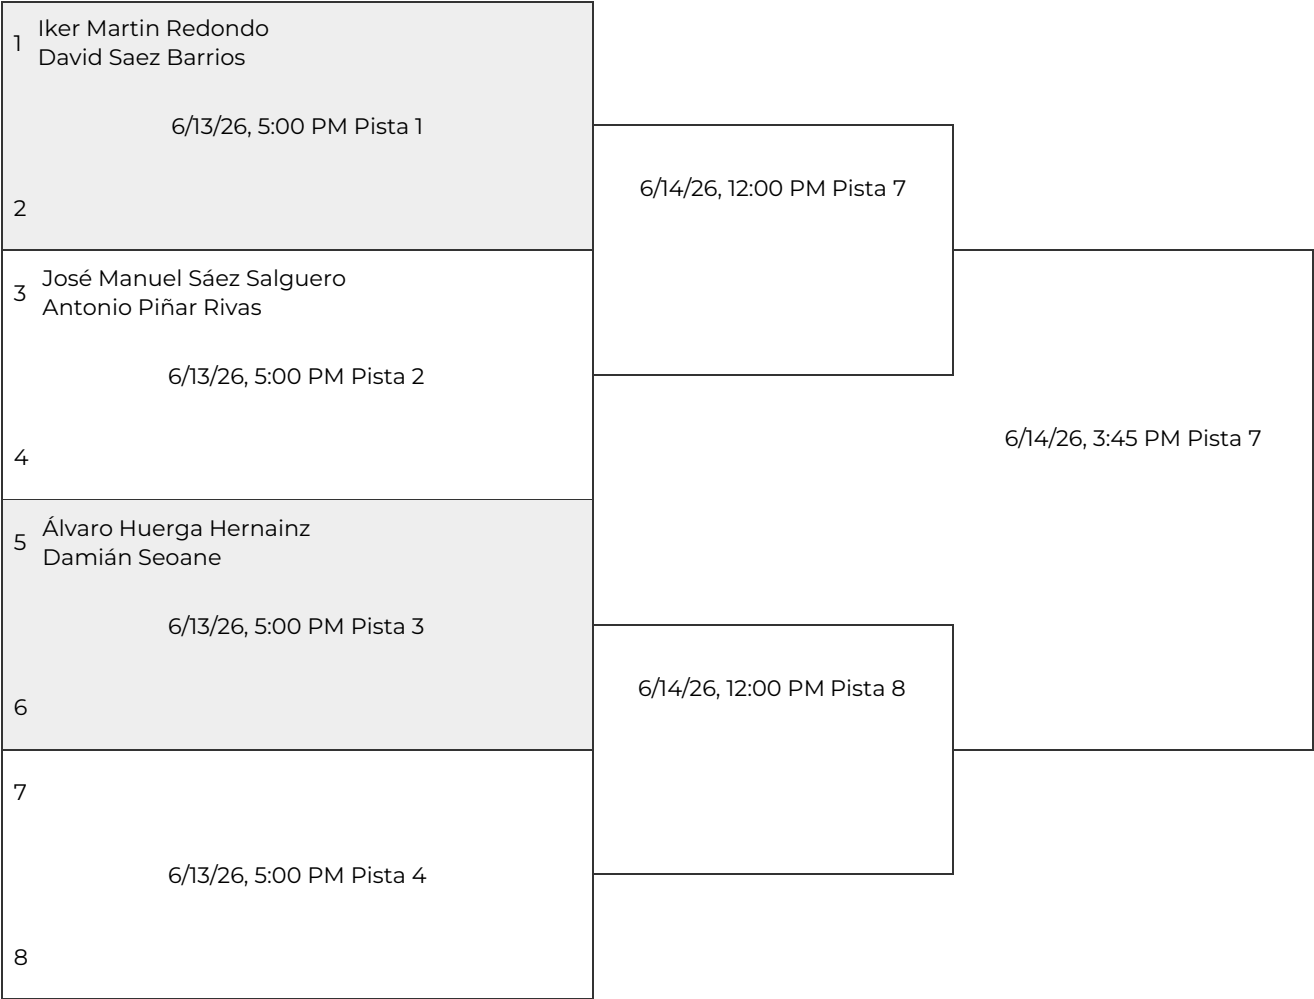 1
Iker Martin Redondo
David Saez Barrios
6/13/26, 5:00 PM Pista 1
2
3
José Manuel Sáez Salguero
Antonio Piñar Rivas
6/13/26, 5:00 PM Pista 2
4
5
Álvaro Huerga Hernainz
Damián Seoane
6/13/26, 5:00 PM Pista 3
6
7
6/13/26, 5:00 PM Pista 4
8
6/14/26, 12:00 PM Pista 7
6/14/26, 12:00 PM Pista 8
6/14/26, 3:45 PM Pista 7